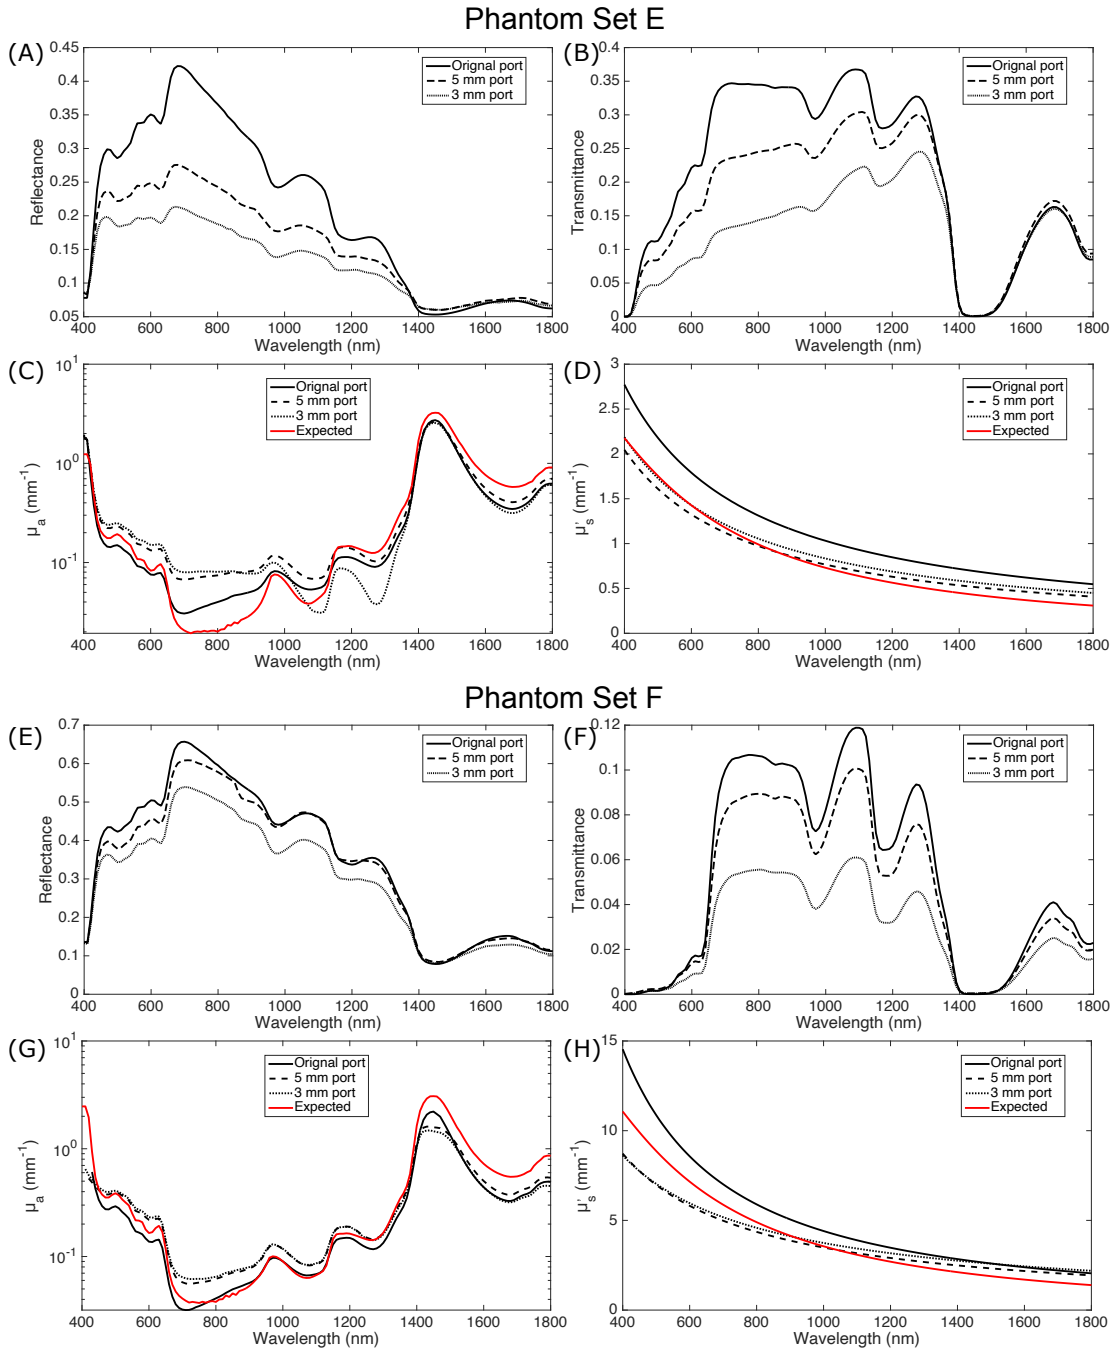 Phantom Set E
(A)
0.45
0.4
0.35
0.3
0.25
0.2
0.15
0.1
0.05
Reflectance
400 600 800 1000 1200 1400 1600 1800
Wavelength (nm)
Orignal port
5 mm port
3 mm port
(B)
0.4
0.35
0.3
0.25
0.2
0.15
0.1
0.05
0
Transmittance
400 600 800 1000 1200 1400 1600 1800
Wavelength (nm)
Orignal port
5 mm port
3 mm port
(C)
10¹
10⁰
10⁻¹
μₐ (mm⁻¹)
400 600 800 1000 1200 1400 1600 1800
Wavelength (nm)
Orignal port
5 mm port
3 mm port
Expected
(D)
3
2.5
2
1.5
1
0.5
0
μ'ₛ (mm⁻¹)
400 600 800 1000 1200 1400 1600 1800
Wavelength (nm)
Orignal port
5 mm port
3 mm port
Expected
Phantom Set F
(E)
0.7
0.6
0.5
0.4
0.3
0.2
0.1
0
Reflectance
400 600 800 1000 1200 1400 1600 1800
Wavelength (nm)
Orignal port
5 mm port
3 mm port
(F)
0.12
0.1
0.08
0.06
0.04
0.02
0
Transmittance
400 600 800 1000 1200 1400 1600 1800
Wavelength (nm)
Orignal port
5 mm port
3 mm port
(G)
10¹
10⁰
10⁻¹
μₐ (mm⁻¹)
400 600 800 1000 1200 1400 1600 1800
Wavelength (nm)
Orignal port
5 mm port
3 mm port
Expected
(H)
15
10
5
0
μ'ₛ (mm⁻¹)
400 600 800 1000 1200 1400 1600 1800
Wavelength (nm)
Orignal port
5 mm port
3 mm port
Expected